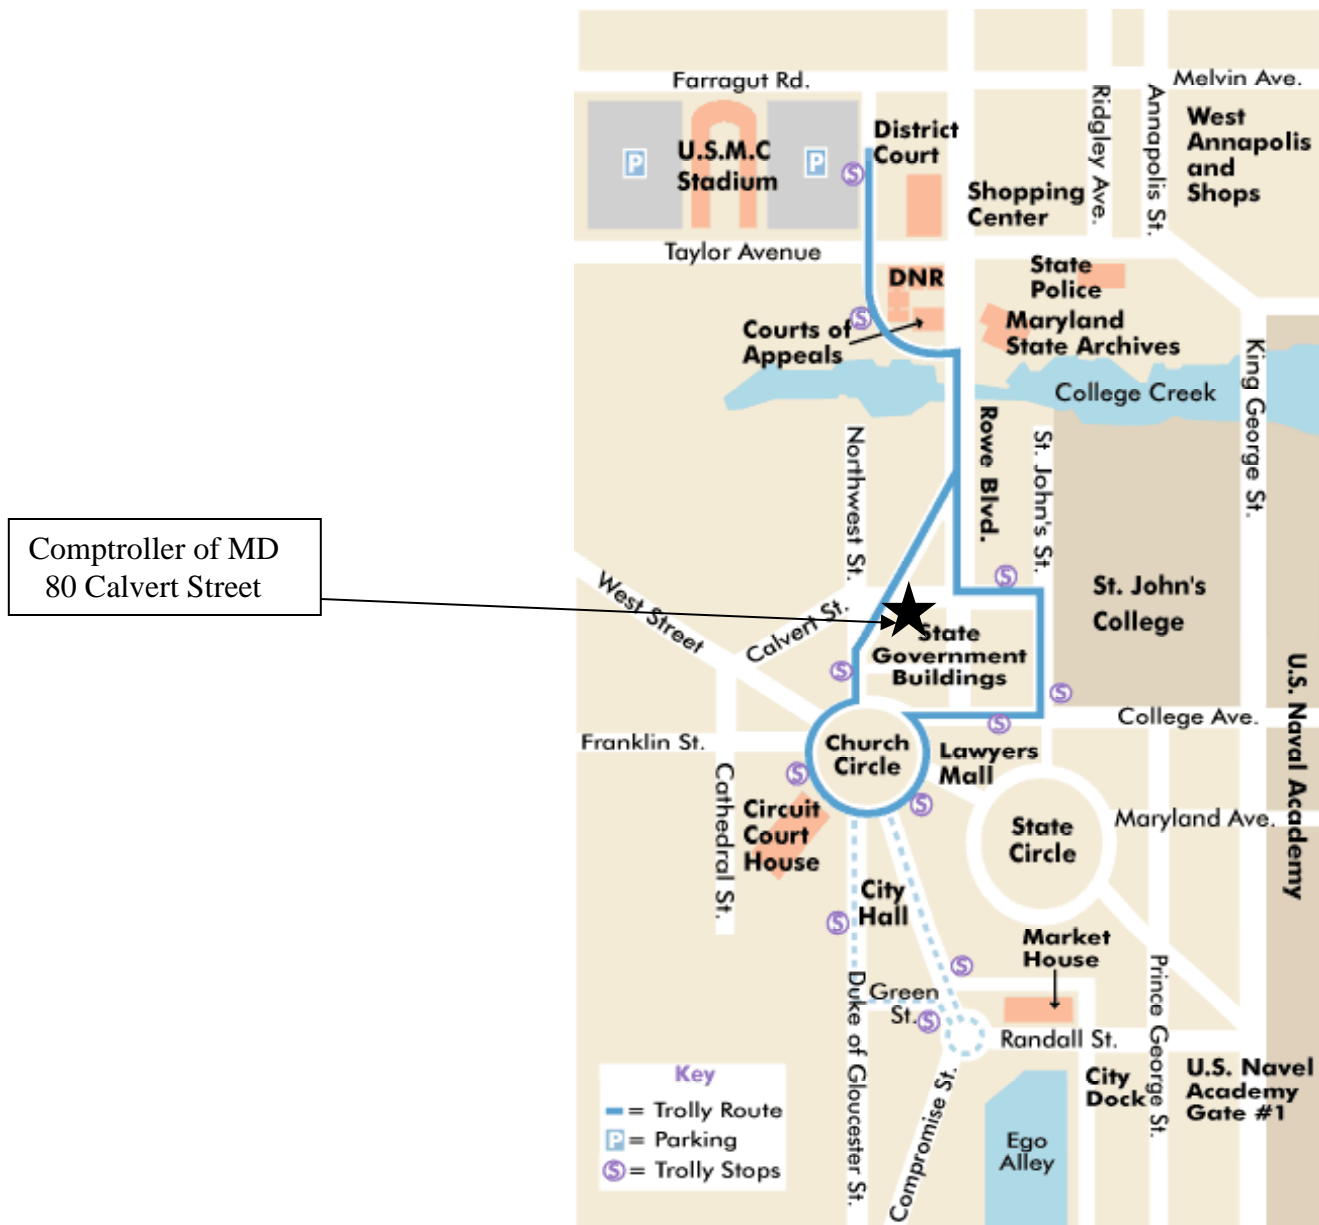 Farragut Rd.
Melvin Ave.
Ridgley Ave.
Annapolis St.
West
Annapolis
and
Shops
District
Court
U.S.M.C
Stadium
P
P
S
Shopping
Center
Taylor Avenue
DNR
State
Police
S
Courts of
Appeals
Maryland
State Archives
King George St.
College Creek
Rowe Blvd.
Northwest St.
St. John's St.
Comptroller of MD
80 Calvert Street
West Street
Calvert St.
S
St. John's
College
State
Government
Buildings
S
S
U.S. Naval Academy
College Ave.
S
Franklin St.
Church
Circle
Lawyers
Mall
S
S
Cathedral St.
Circuit
Court
House
State
Circle
Maryland Ave.
City
Hall
S
Market
House
S
Prince George St.
Duke of Gloucester St.
Green
St.
S
Randall St.
Compromise St.
City
Dock
U.S. Navel
Academy
Gate #1
Ego
Alley
Key
= Trolly Route
P = Parking
S = Trolly Stops